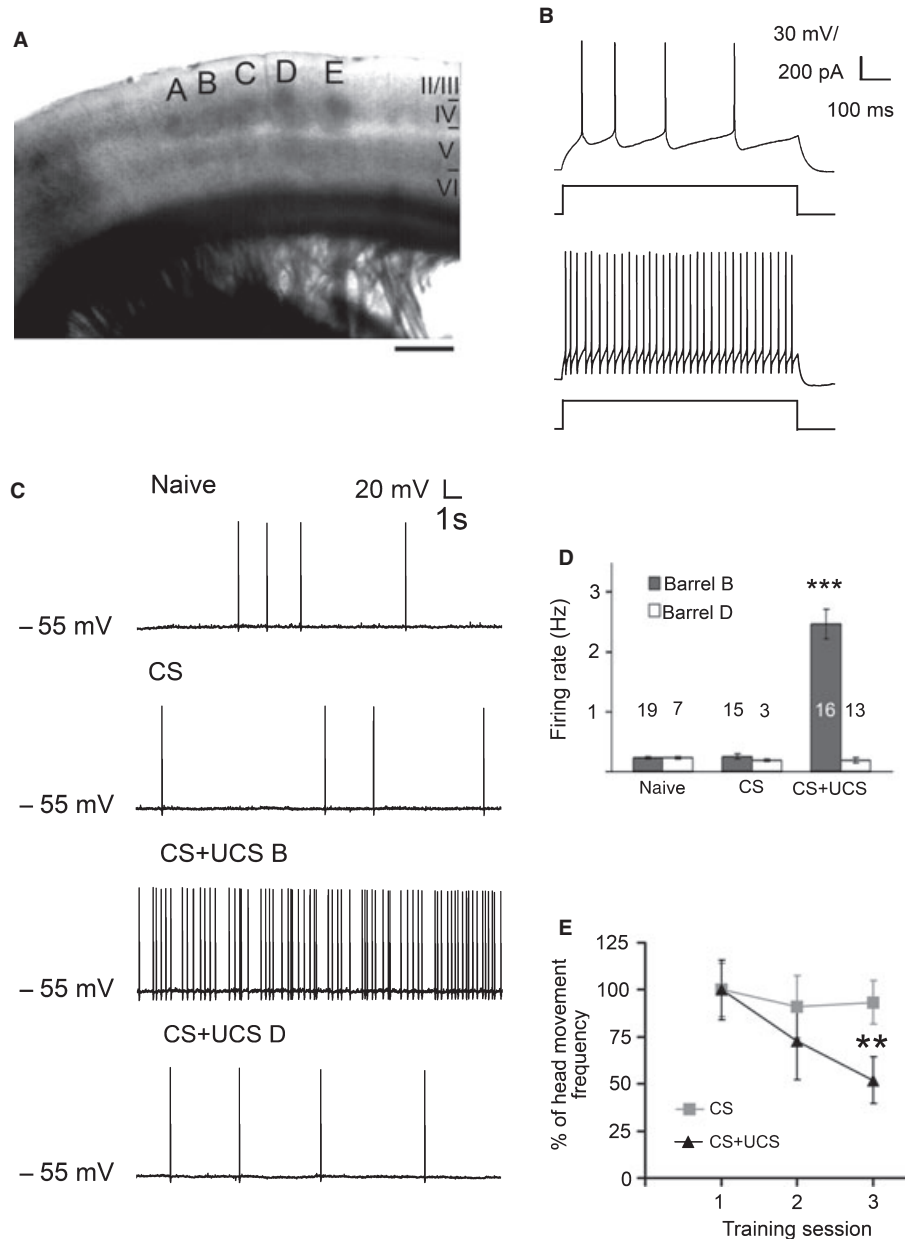 A
A B C D E
II/III
IV
V
VI
B
30 mV/
200 pA
100 ms
C
Naive
20 mV
1s
– 55 mV
CS
– 55 mV
CS+UCS B
– 55 mV
CS+UCS D
– 55 mV
D
Firing rate (Hz)
3
2
1
Barrel B
Barrel D
***
19 7 15 3 16 13
Naive CS CS+UCS
E
% of head movement
frequency
125
100
75
50
25
0
**
CS
CS+UCS
1 2 3
Training session